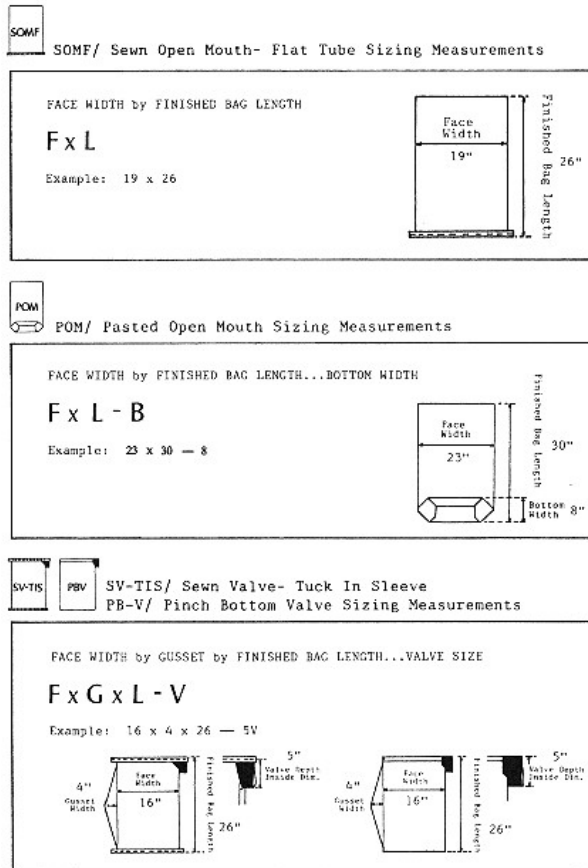 SOMF
SOMF/ Sewn Open Mouth- Flat Tube Sizing Measurements
FACE WIDTH by FINISHED BAG LENGTH
F x L
Example: 19 x 26
Face
Width
19"
Finished Bag Length
26"
POM
POM/ Pasted Open Mouth Sizing Measurements
FACE WIDTH by FINISHED BAG LENGTH...BOTTOM WIDTH
F x L - B
Example: 23 x 30 — 8
Face
Width
23"
Finished Bag Length
30"
Bottom
Width 8"
SV-TIS
PBV
SV-TIS/ Sewn Valve- Tuck In Sleeve
PB-V/ Pinch Bottom Valve Sizing Measurements
FACE WIDTH by GUSSET by FINISHED BAG LENGTH...VALVE SIZE
F x G x L - V
Example: 16 x 4 x 26 — 5V
4"
Gusset
Width
Face
Width
16"
Finished Bag Length
26"
5"
Valve Depth
Inside Dim.
4"
Gusset
Width
Face
Width
16"
Finished Bag Length
26"
5"
Valve Depth
Inside Dim.